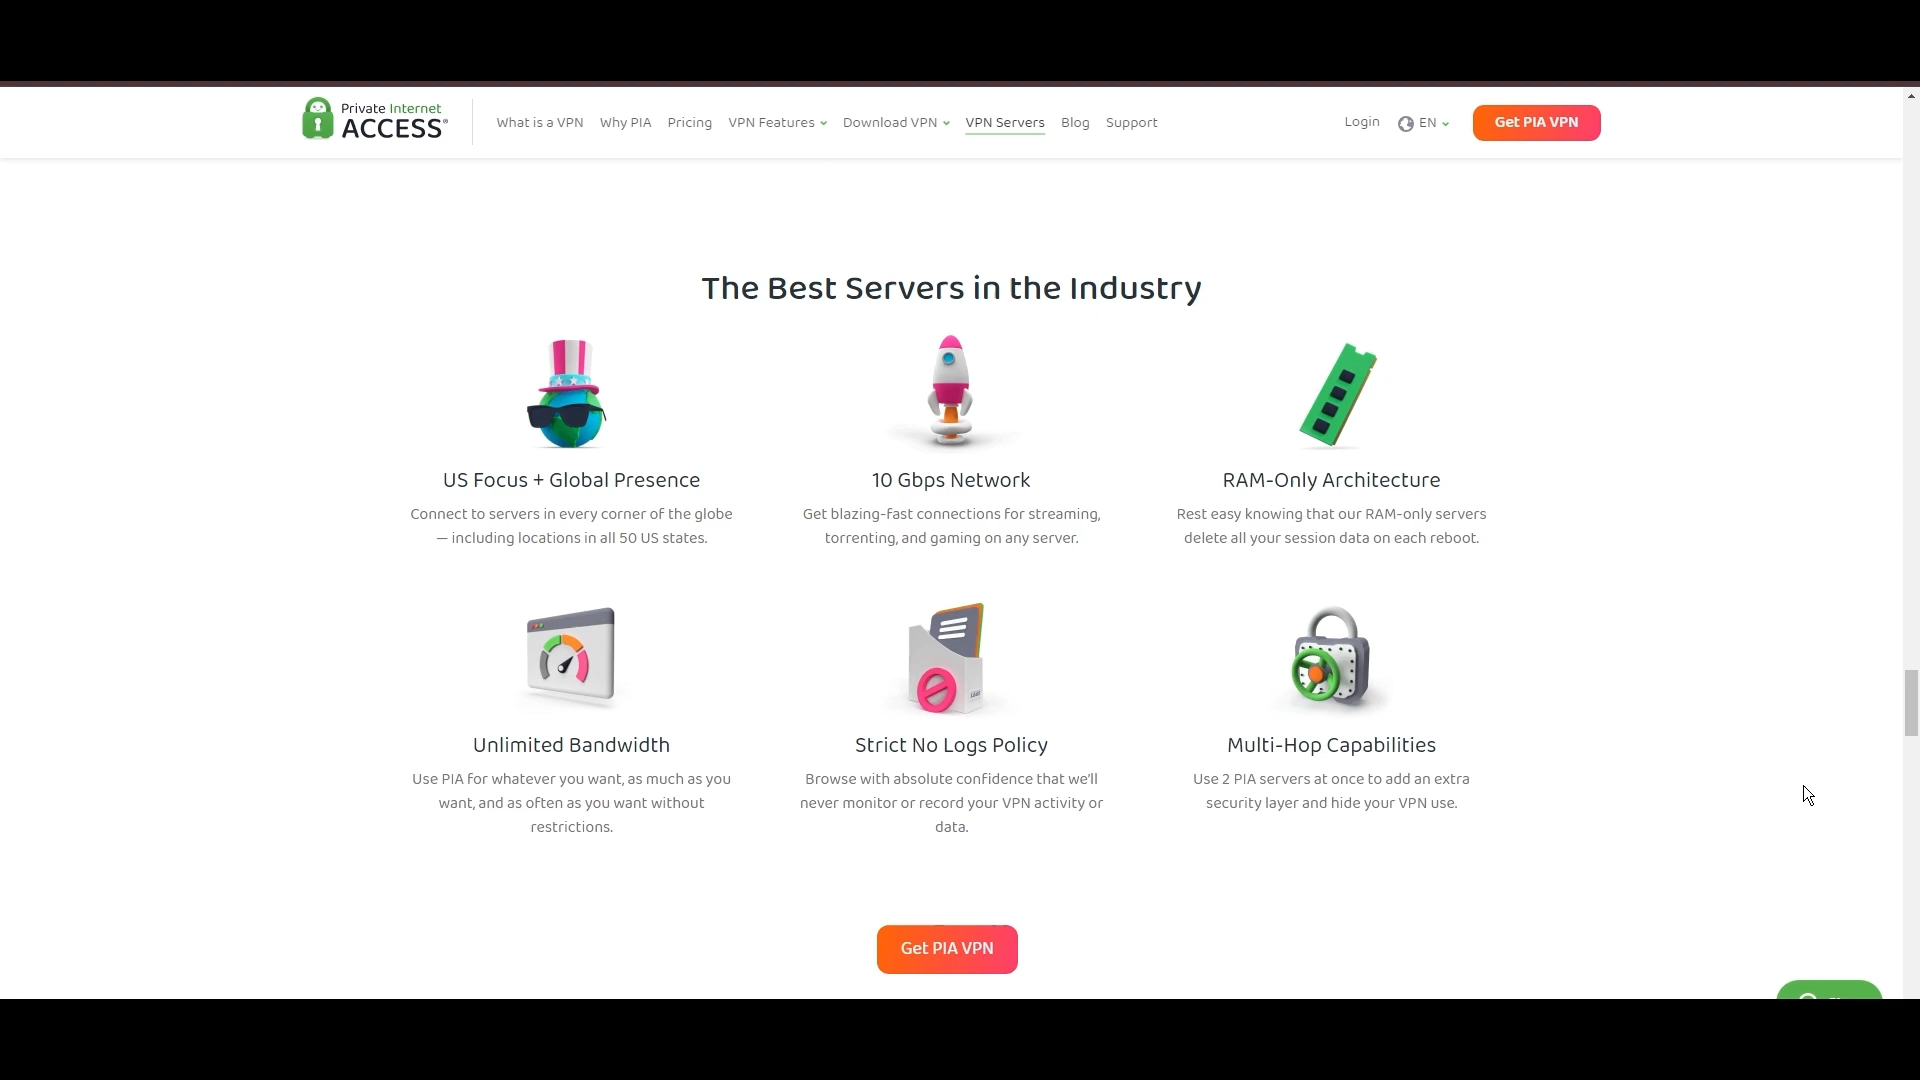 Private Internet
ACCESS®
What is a VPN Why PIA Pricing VPN Features Download VPN VPN Servers Blog Support
Login EN Get PIA VPN
The Best Servers in the Industry
US Focus + Global Presence
Connect to servers in every corner of the globe
— including locations in all 50 US states.
10 Gbps Network
Get blazing-fast connections for streaming,
torrenting, and gaming on any server.
RAM-Only Architecture
Rest easy knowing that our RAM-only servers
delete all your session data on each reboot.
Unlimited Bandwidth
Use PIA for whatever you want, as much as you
want, and as often as you want without
restrictions.
Strict No Logs Policy
Browse with absolute confidence that we'll
never monitor or record your VPN activity or
data.
Multi-Hop Capabilities
Use 2 PIA servers at once to add an extra
security layer and hide your VPN use.
Get PIA VPN